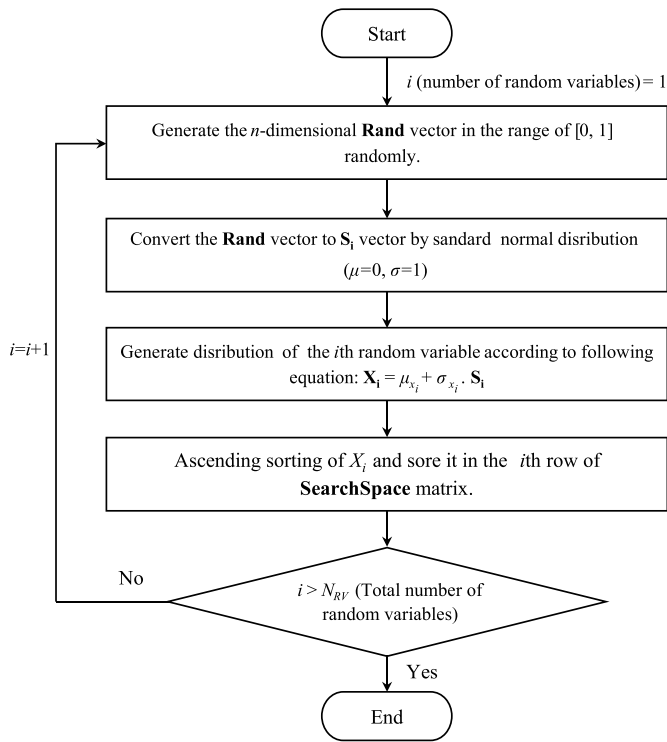 Start
i (number of random variables) = 1
Generate the n-dimensional Rand vector in the range of [0, 1]
randomly.
Convert the Rand vector to Si vector by sandard normal disribution
(μ=0, σ=1)
i=i+1
Generate disribution of the ith random variable according to following
equation: Xi = μxi + σxi . Si
Ascending sorting of Xi and sore it in the ith row of
SearchSpace matrix.
No
i > NRV (Total number of
random variables)
Yes
End